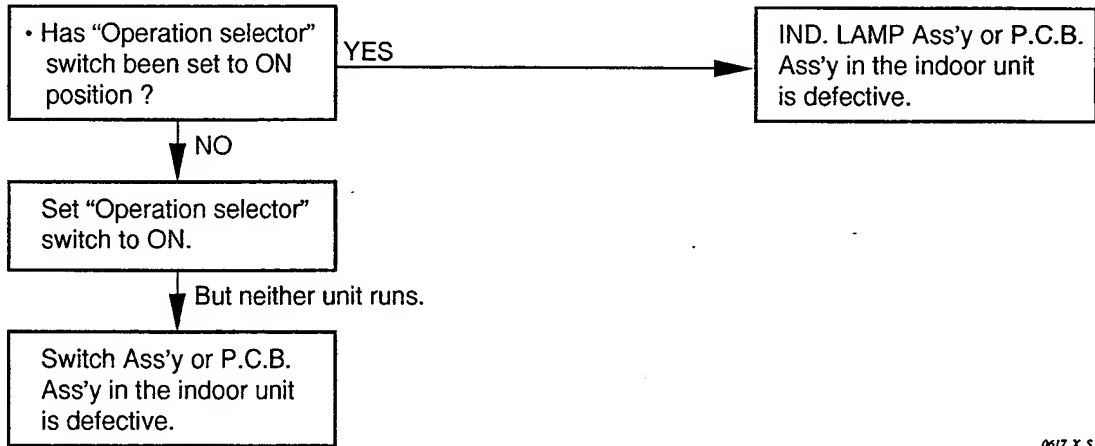 • Has “Operation selector”
switch been set to ON
position ?
YES
IND. LAMP Ass'y or P.C.B.
Ass'y in the indoor unit
is defective.
NO
Set “Operation selector”
switch to ON.
But neither unit runs.
Switch Ass'y or P.C.B.
Ass'y in the indoor unit
is defective.